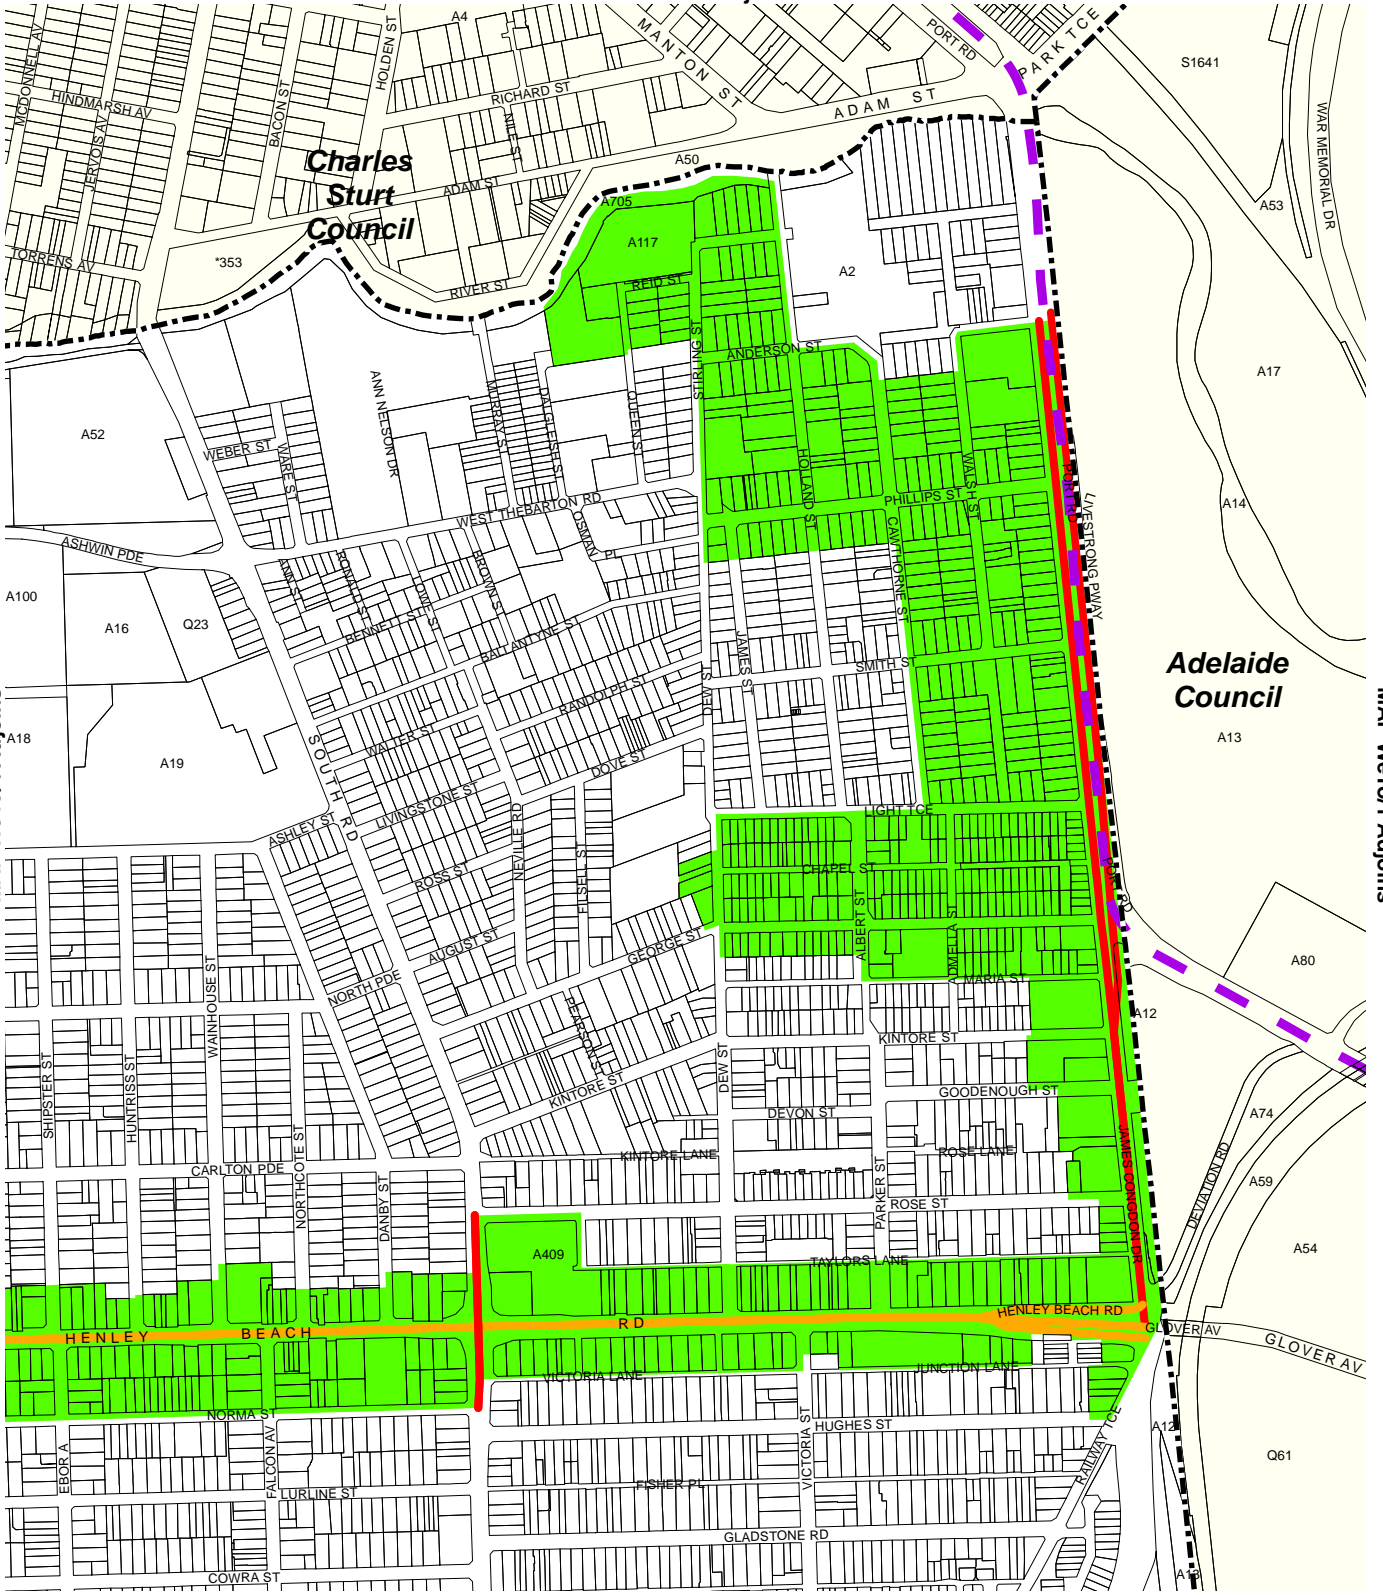 A4
MANTON ST
PORT RD
PARK TCE
S1641
MCDONNELL AV
HINDMARSH AV
JERVOIS AV
BACON ST
HOLDEN ST
RICHARD ST
NILE ST
ADAM ST
WAR MEMORIAL DR
Charles
Sturt
Council
A50
ADAM ST
A705
A53
TORRENS AV
*353
RIVER ST
A117
REID ST
A2
STIRLING ST
ANDERSON ST
A17
A52
WEBER ST
WARE ST
ANN NELSON DR
MURRAY ST
DALGLEISH ST
QUEEN ST
HOLLAND ST
WALSH ST
PHILLIPS ST
PORT RD
LIVESTRONG PWAY
A14
WEST THEBARTON RD
OSMAN PL
CAWTHORNE ST
ASHWIN PDE
A100
A16
Q23
ANN ST
RONALD ST
LOWE ST
BROWN ST
BENNETT ST
BALLANTYNE ST
JAMES ST
SMITH ST
DEW ST
RANDOLPH ST
Adelaide
Council
A13
A18
A19
SOUTH RD
WALTER ST
DOVE ST
LIVINGSTONE ST
ASHLEY ST
NEVILLE RD
FILSELL ST
ROSS ST
LIGHT TCE
CHAPEL ST
PORT RD
ALBERT ST
ADMELLA ST
AUGUST ST
GEORGE ST
NORTH PDE
MARIA ST
A80
WAINHOUSE ST
PEARSON ST
A12
KINTORE ST
SHIPSTER ST
HUNTRISS ST
KINTORE ST
DEW ST
GOODENOUGH ST
DEVON ST
A74
NORTHCOTE ST
CARLTON PDE
DANBY ST
KINTORE LANE
PARKER ST
ROSE LANE
ROSE ST
JAMES CONGDON DR
DEVIATION RD
A59
A54
A409
TAYLORS LANE
HENLEY BEACH RD
HENLEY BEACH RD
GLOVER AV
GLOVER AV
VICTORIA LANE
JUNCTION LANE
NORMA ST
VICTORIA ST
HUGHES ST
RAILWAY TCE
A12
Q61
EBOR A
FALCON AV
LURLINE ST
FISHER PL
GLADSTONE RD
COWRA ST
A13